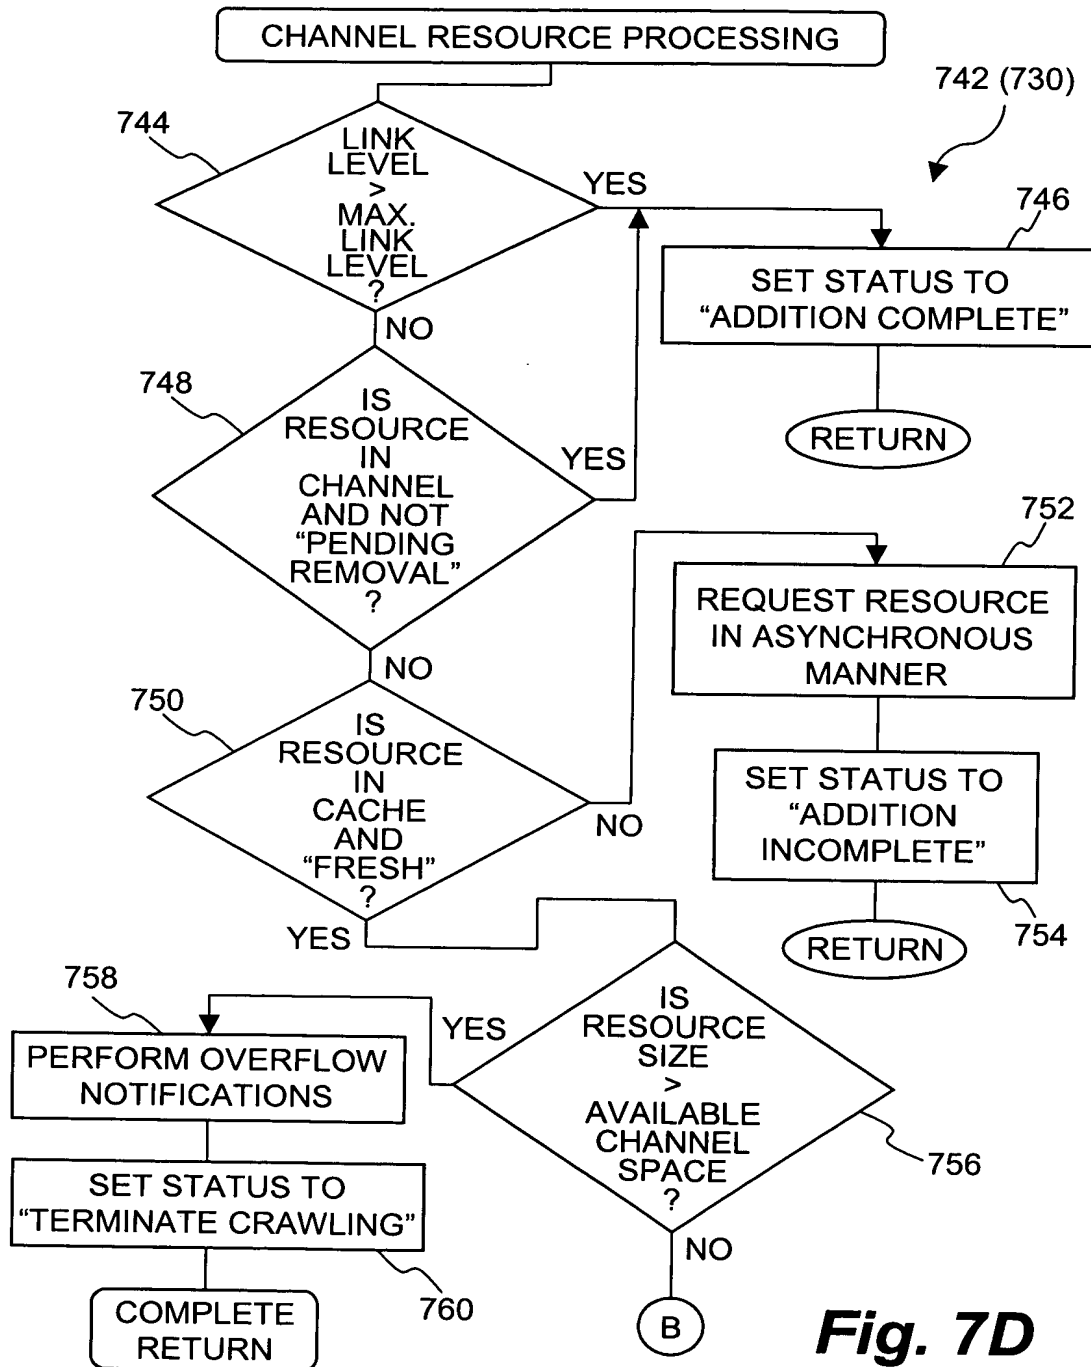 CHANNEL RESOURCE PROCESSING
742 (730)
744
LINK
LEVEL
>
MAX.
LINK
LEVEL
?
YES
NO
746
SET STATUS TO
“ADDITION COMPLETE”
RETURN
748
IS
RESOURCE
IN
CHANNEL
AND NOT
“PENDING
REMOVAL”
?
YES
NO
752
REQUEST RESOURCE
IN ASYNCHRONOUS
MANNER
750
IS
RESOURCE
IN
CACHE
AND
“FRESH”
?
NO
YES
SET STATUS TO
“ADDITION
INCOMPLETE”
754
RETURN
758
PERFORM OVERFLOW
NOTIFICATIONS
YES
IS
RESOURCE
SIZE
>
AVAILABLE
CHANNEL
SPACE
?
756
NO
SET STATUS TO
“TERMINATE CRAWLING”
760
COMPLETE
RETURN
B
Fig. 7D